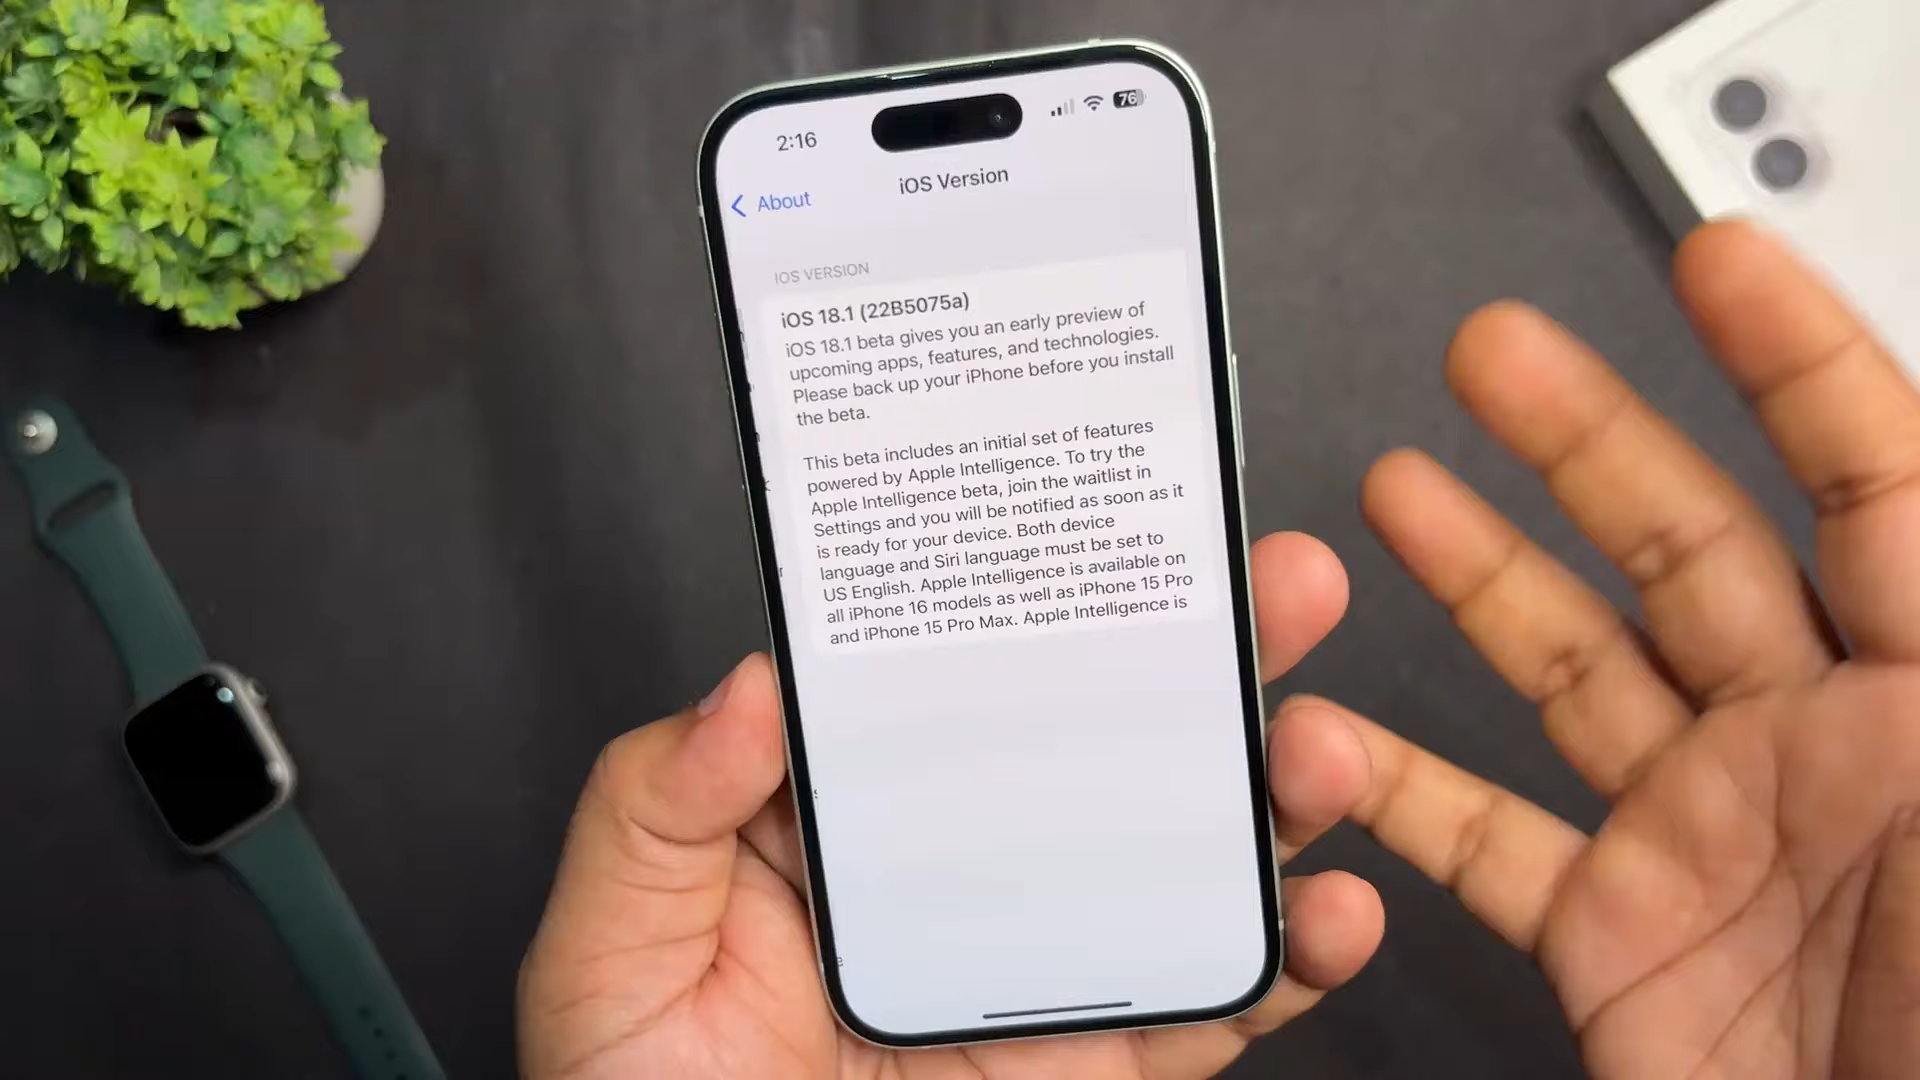 2:16
76
About
iOS Version
IOS VERSION
iOS 18.1 (22B5075a)
iOS 18.1 beta gives you an early preview of
upcoming apps, features, and technologies.
Please back up your iPhone before you install
the beta.
This beta includes an initial set of features
powered by Apple Intelligence. To try the
Apple Intelligence beta, join the waitlist in
Settings and you will be notified as soon as it
is ready for your device. Both device
language and Siri language must be set to
US English. Apple Intelligence is available on
all iPhone 16 models as well as iPhone 15 Pro
and iPhone 15 Pro Max. Apple Intelligence is